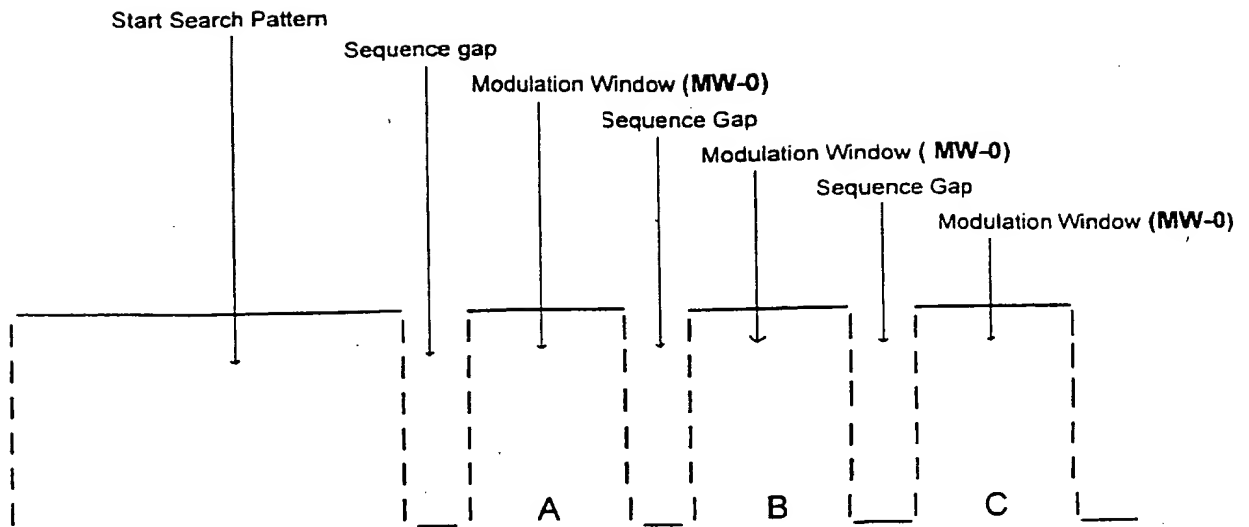 Start Search Pattern
Sequence gap
Modulation Window (MW-0)
Sequence Gap
Modulation Window ( MW-0)
Sequence Gap
Modulation Window (MW-0)
A
B
C